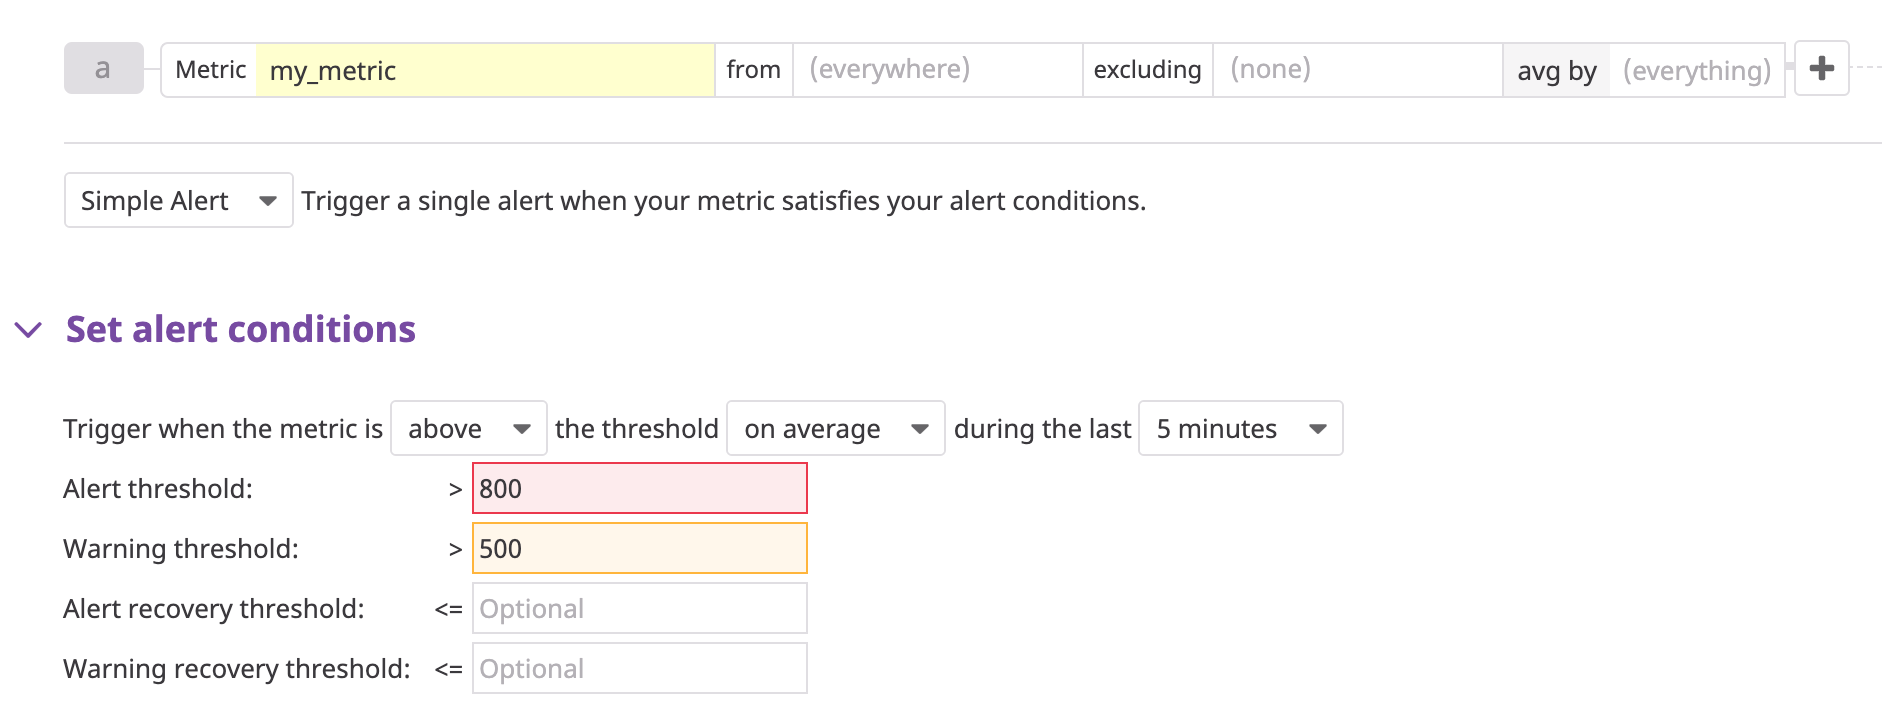 a Metric my_metric from (everywhere) excluding (none) avg by (everything) +
Simple Alert Trigger a single alert when your metric satisfies your alert conditions.
Set alert conditions
Trigger when the metric is above the threshold on average during the last 5 minutes
Alert threshold: > 800
Warning threshold: > 500
Alert recovery threshold: <= Optional
Warning recovery threshold: <= Optional